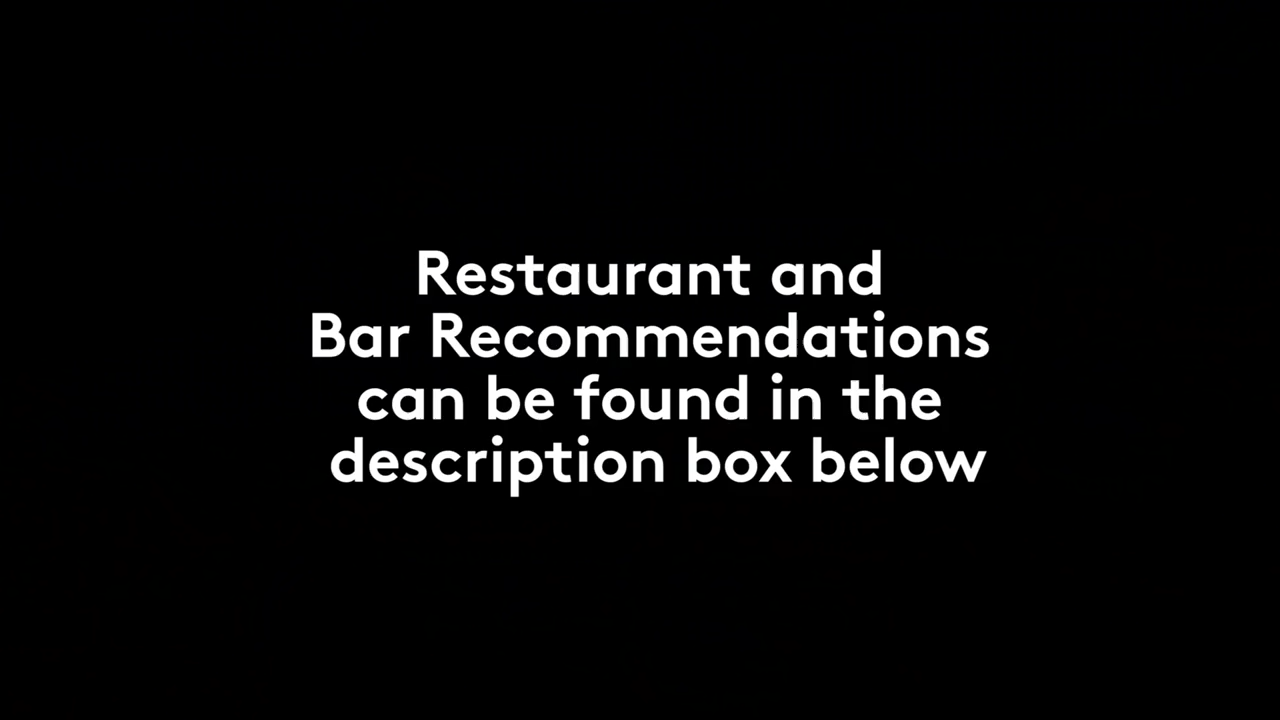 Restaurant and
Bar Recommendations
can be found in the
description box below